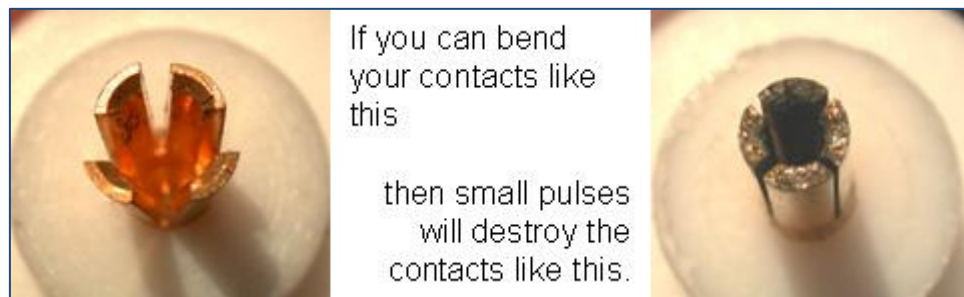 If you can bend
your contacts like
this
then small pulses
will destroy the
contacts like this.